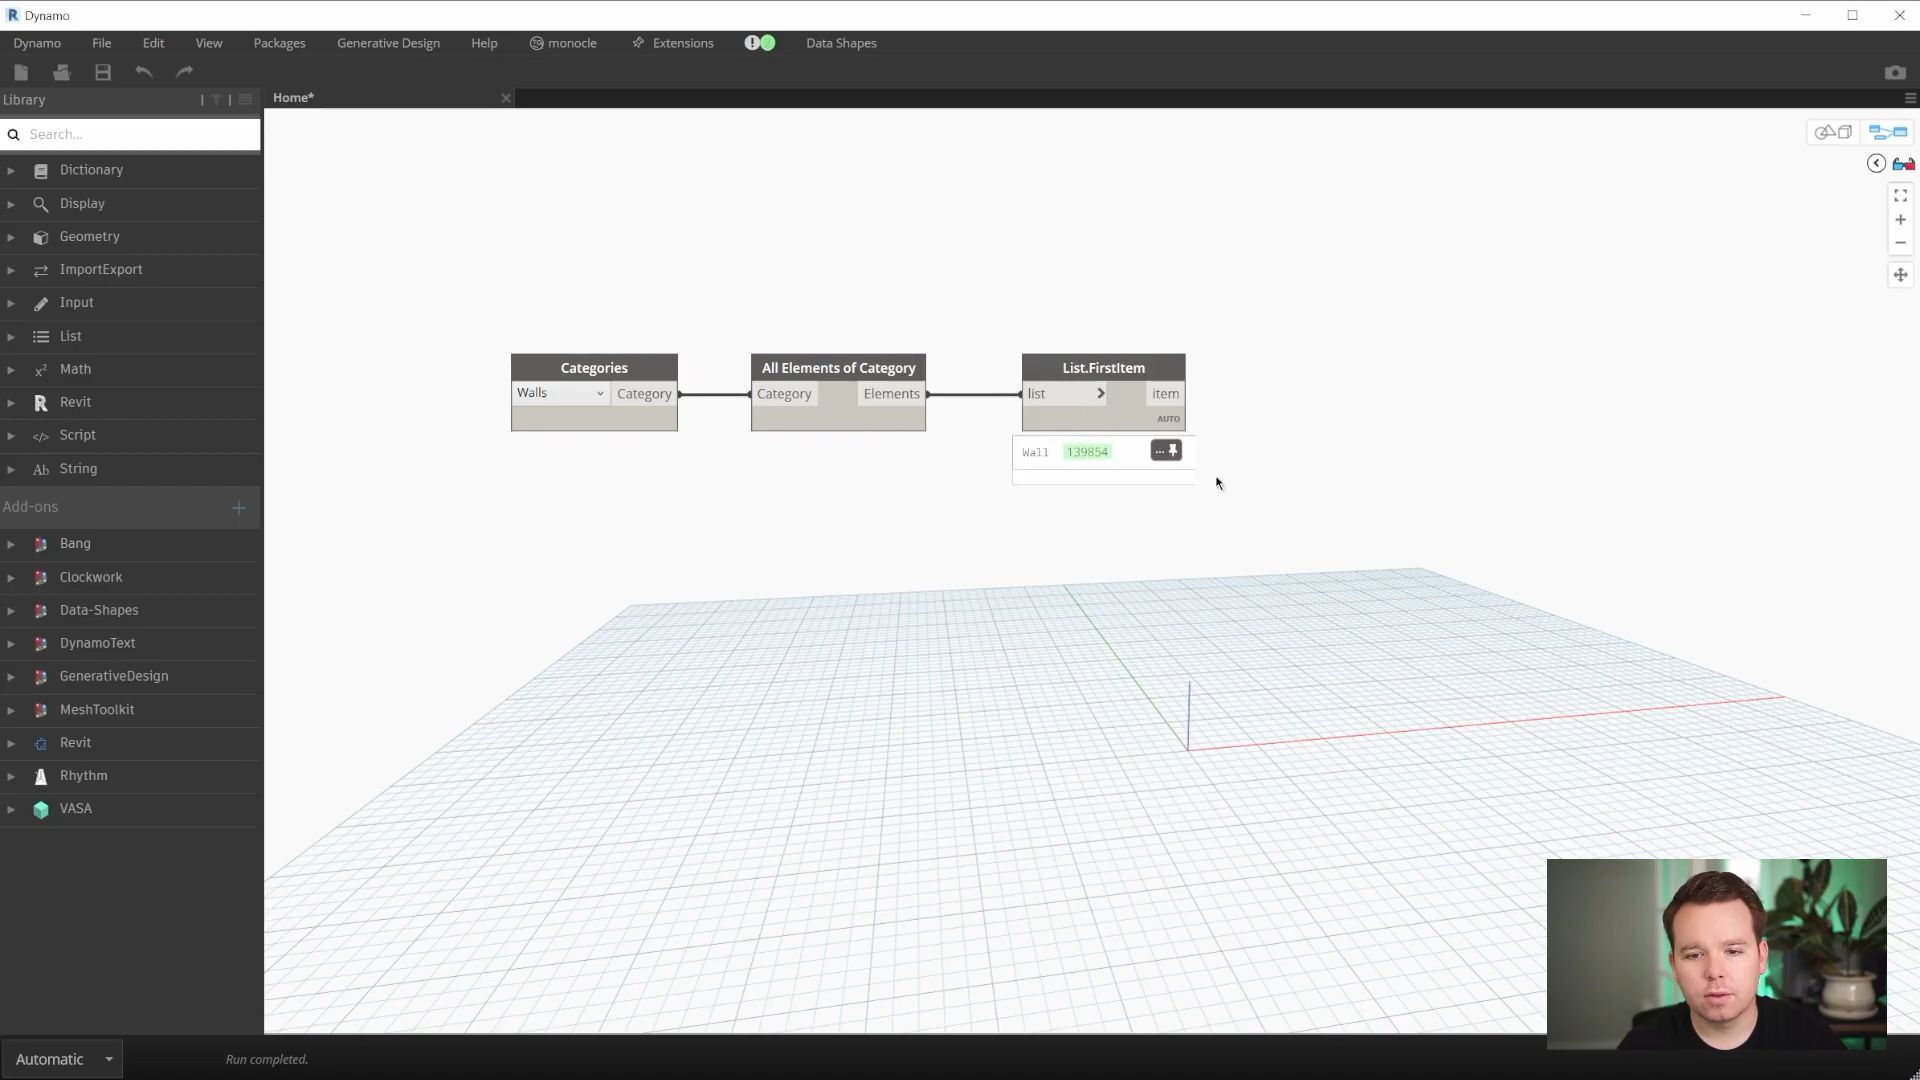 Dynamo
Dynamo File Edit View Packages Generative Design Help monocle Extensions Data Shapes
Library
Home*
Search...
Dictionary
Display
Geometry
ImportExport
Input
List
Math
Revit
Script
String
Add-ons
Bang
Clockwork
Data-Shapes
DynamoText
GenerativeDesign
MeshToolkit
Revit
Rhythm
VASA
Categories
Walls
Category
All Elements of Category
Category Elements
List.FirstItem
list > item
AUTO
Wall 139854 ...
Automatic
Run completed.